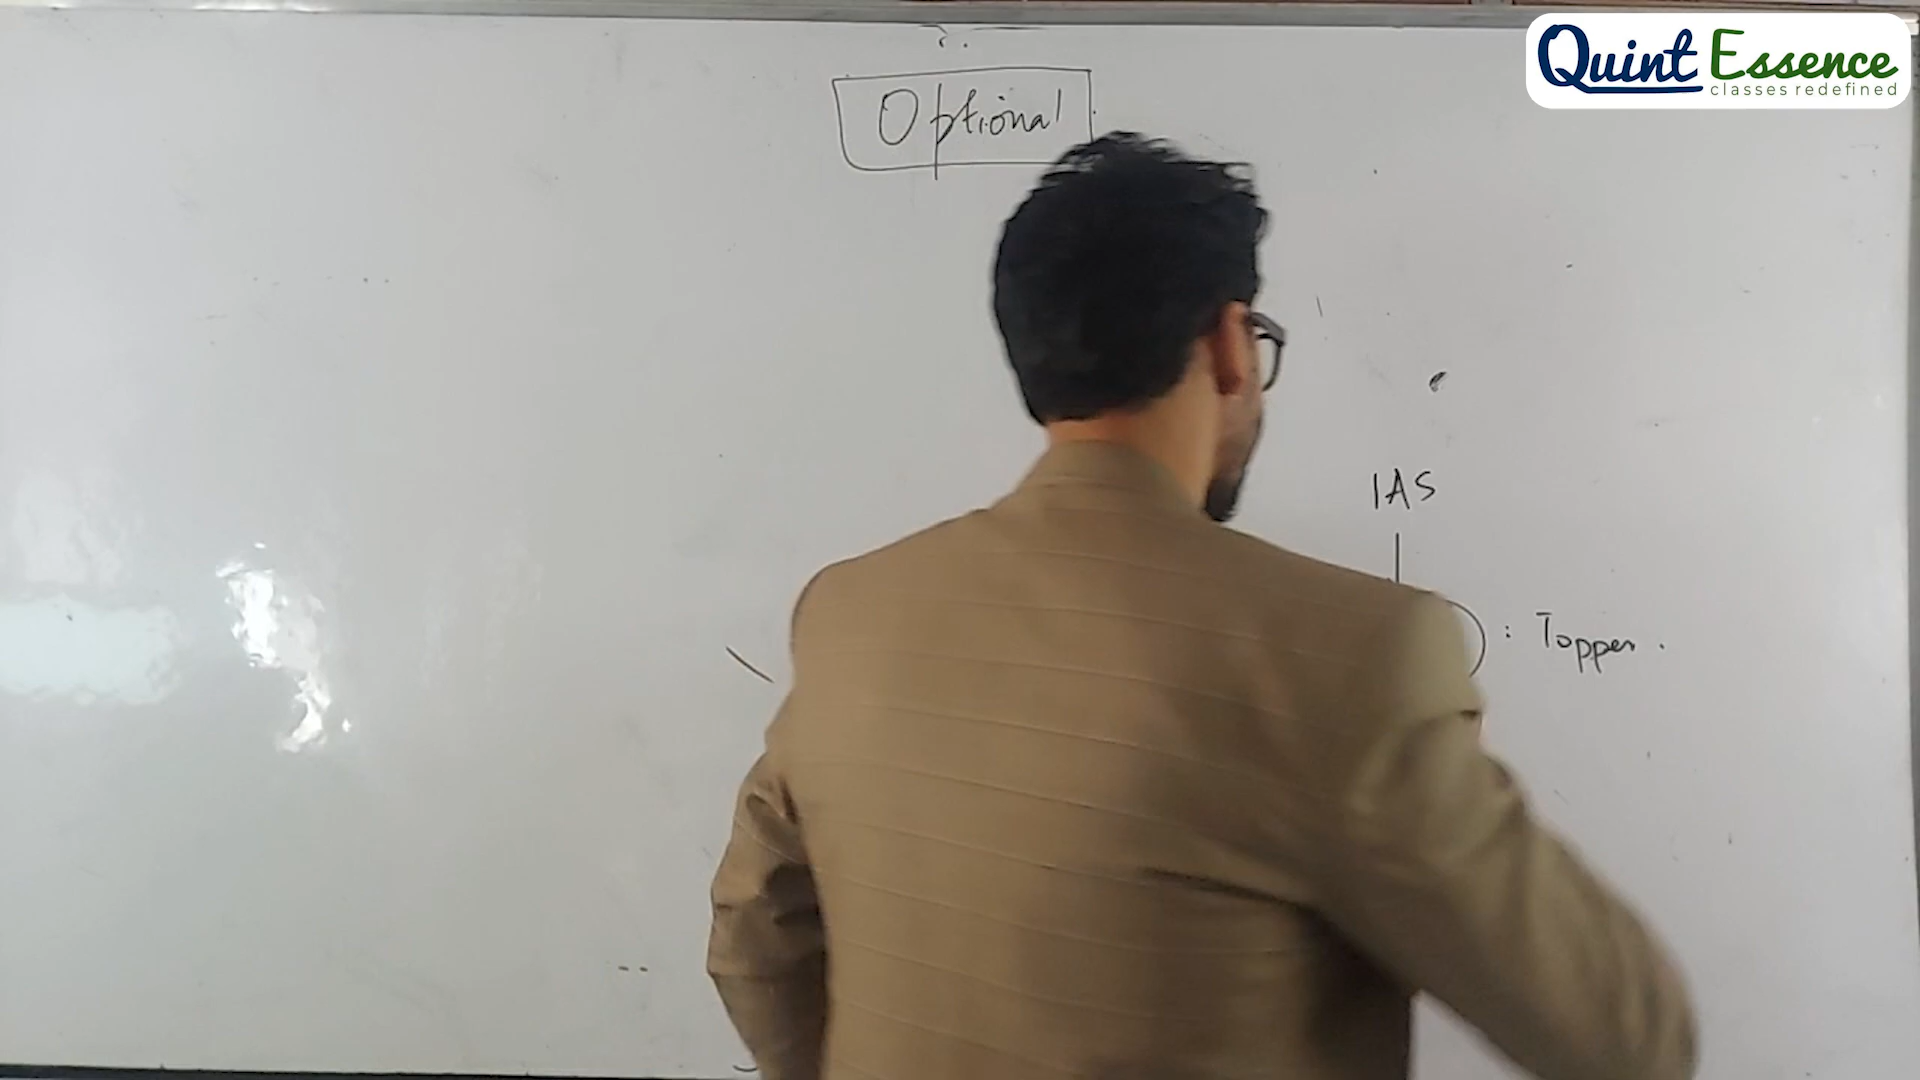 Quint Essence
classes redefined
Optional
IAS
: Topper .